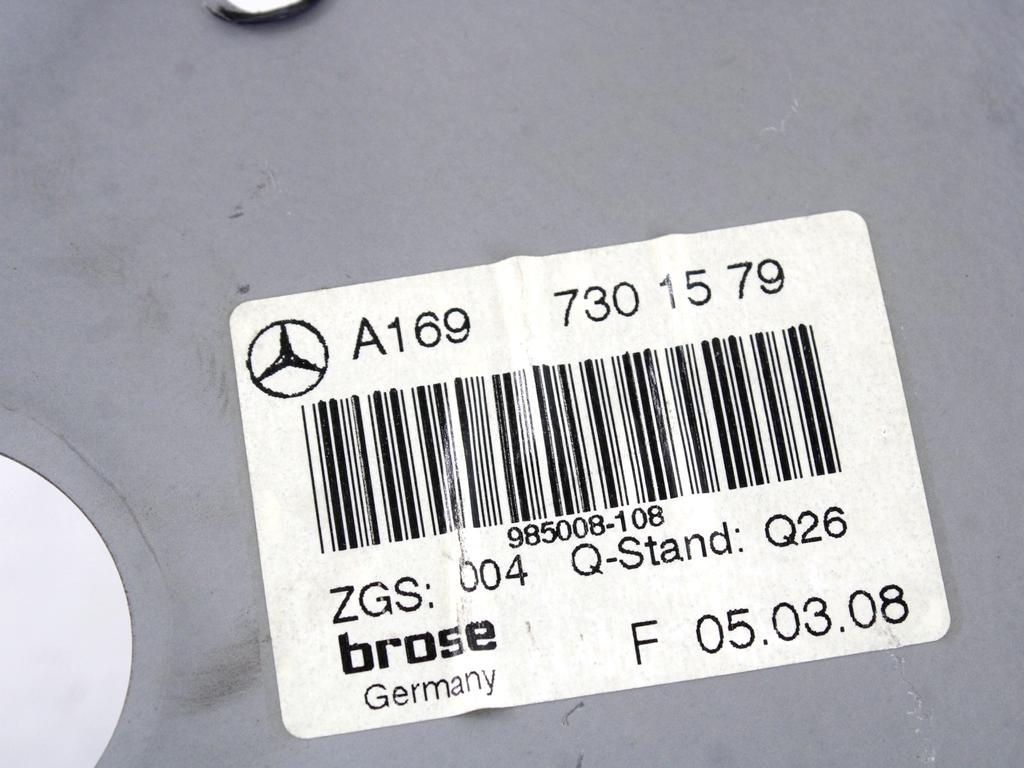 A169 730 15 79
985008-108
ZGS: 004 Q-Stand: Q26
brose F 05.03.08
Germany